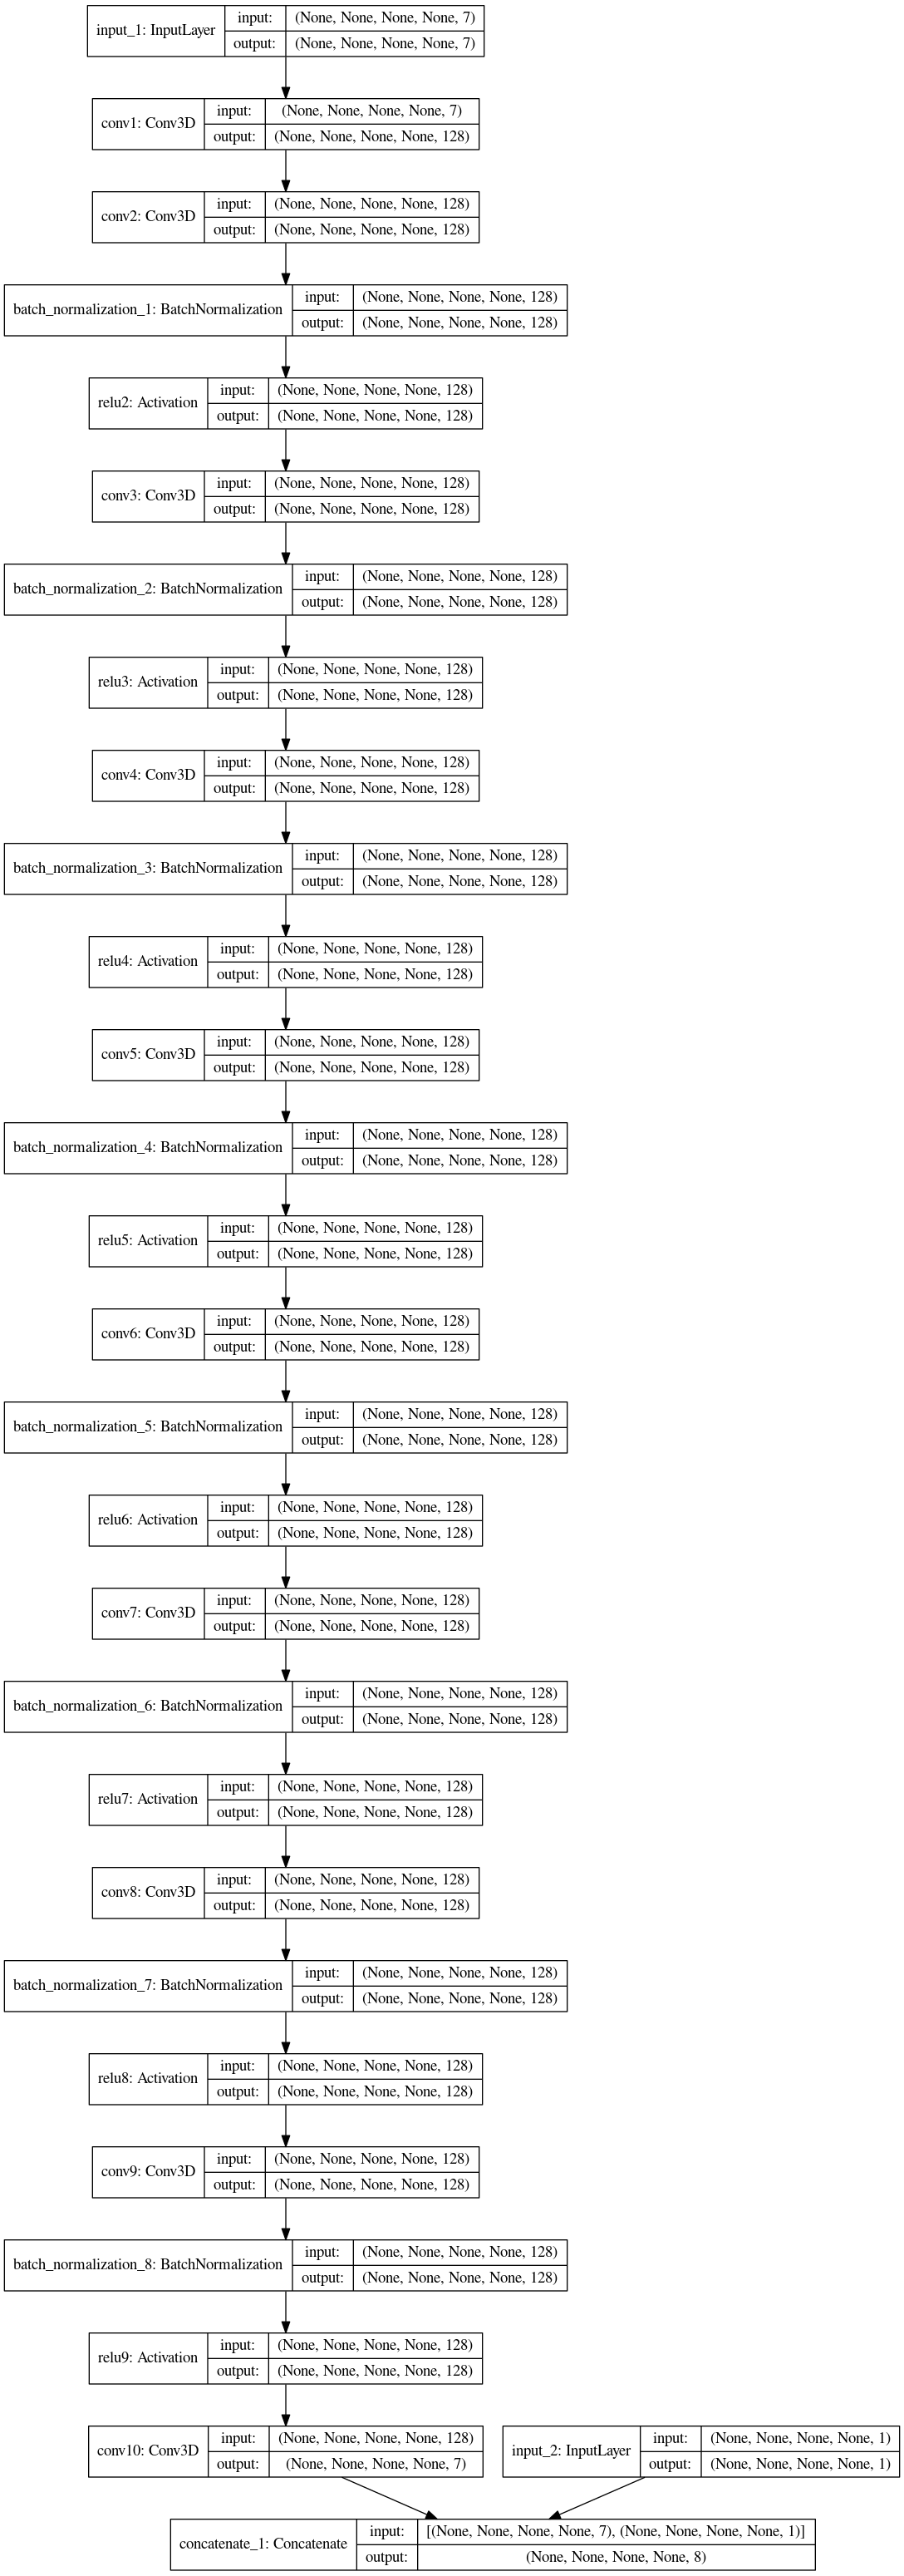 input_1: InputLayer
input: (None, None, None, None, 7)
output: (None, None, None, None, 7)
conv1: Conv3D
input: (None, None, None, None, 7)
output: (None, None, None, None, 128)
conv2: Conv3D
input: (None, None, None, None, 128)
output: (None, None, None, None, 128)
batch_normalization_1: BatchNormalization
input: (None, None, None, None, 128)
output: (None, None, None, None, 128)
relu2: Activation
input: (None, None, None, None, 128)
output: (None, None, None, None, 128)
conv3: Conv3D
input: (None, None, None, None, 128)
output: (None, None, None, None, 128)
batch_normalization_2: BatchNormalization
input: (None, None, None, None, 128)
output: (None, None, None, None, 128)
relu3: Activation
input: (None, None, None, None, 128)
output: (None, None, None, None, 128)
conv4: Conv3D
input: (None, None, None, None, 128)
output: (None, None, None, None, 128)
batch_normalization_3: BatchNormalization
input: (None, None, None, None, 128)
output: (None, None, None, None, 128)
relu4: Activation
input: (None, None, None, None, 128)
output: (None, None, None, None, 128)
conv5: Conv3D
input: (None, None, None, None, 128)
output: (None, None, None, None, 128)
batch_normalization_4: BatchNormalization
input: (None, None, None, None, 128)
output: (None, None, None, None, 128)
relu5: Activation
input: (None, None, None, None, 128)
output: (None, None, None, None, 128)
conv6: Conv3D
input: (None, None, None, None, 128)
output: (None, None, None, None, 128)
batch_normalization_5: BatchNormalization
input: (None, None, None, None, 128)
output: (None, None, None, None, 128)
relu6: Activation
input: (None, None, None, None, 128)
output: (None, None, None, None, 128)
conv7: Conv3D
input: (None, None, None, None, 128)
output: (None, None, None, None, 128)
batch_normalization_6: BatchNormalization
input: (None, None, None, None, 128)
output: (None, None, None, None, 128)
relu7: Activation
input: (None, None, None, None, 128)
output: (None, None, None, None, 128)
conv8: Conv3D
input: (None, None, None, None, 128)
output: (None, None, None, None, 128)
batch_normalization_7: BatchNormalization
input: (None, None, None, None, 128)
output: (None, None, None, None, 128)
relu8: Activation
input: (None, None, None, None, 128)
output: (None, None, None, None, 128)
conv9: Conv3D
input: (None, None, None, None, 128)
output: (None, None, None, None, 128)
batch_normalization_8: BatchNormalization
input: (None, None, None, None, 128)
output: (None, None, None, None, 128)
relu9: Activation
input: (None, None, None, None, 128)
output: (None, None, None, None, 128)
conv10: Conv3D
input: (None, None, None, None, 128)
output: (None, None, None, None, 7)
input_2: InputLayer
input: (None, None, None, None, 1)
output: (None, None, None, None, 1)
concatenate_1: Concatenate
input: [(None, None, None, None, 7), (None, None, None, None, 1)]
output: (None, None, None, None, 8)